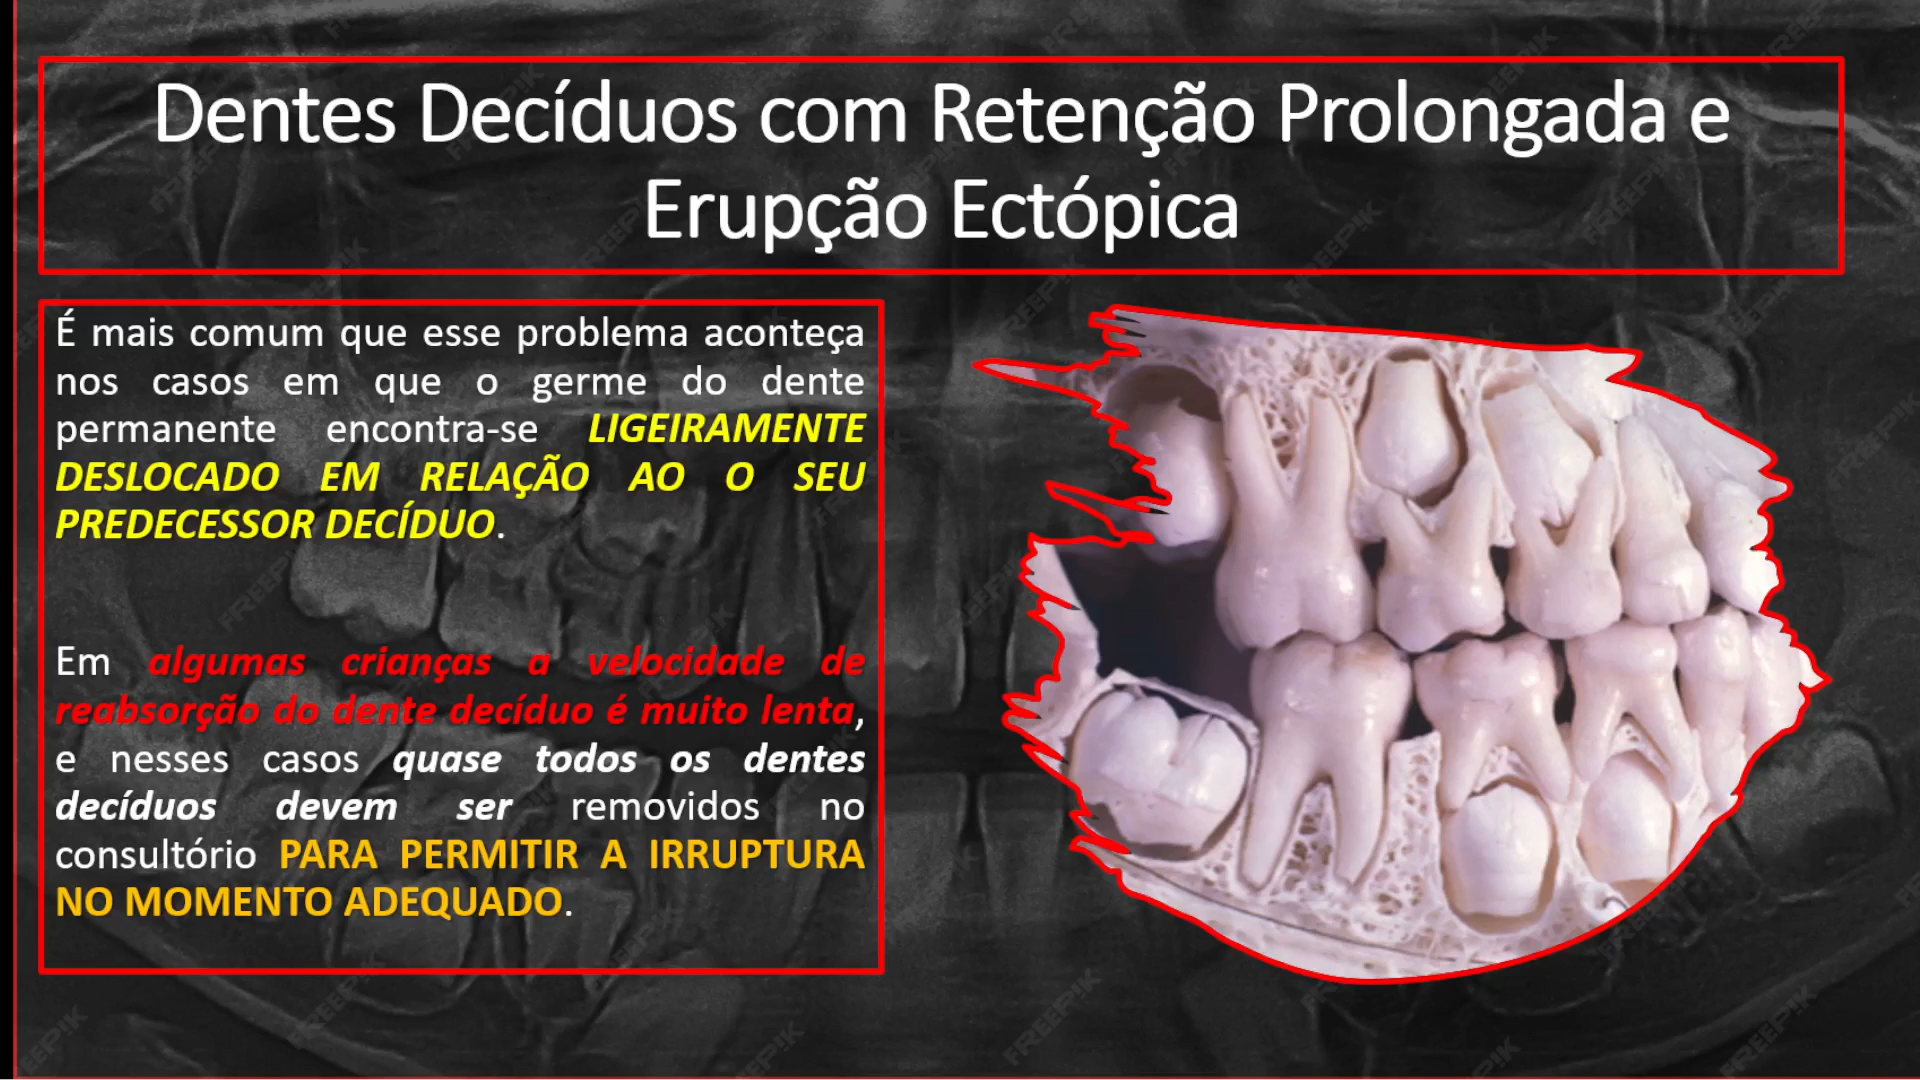 Dentes Decíduos com Retenção Prolongada e
Erupção Ectópica
É mais comum que esse problema aconteça
nos casos em que o germe do dente
permanente encontra-se LIGEIRAMENTE
DESLOCADO EM RELAÇÃO AO O SEU
PREDECESSOR DECÍDUO.
Em algumas crianças a velocidade de
reabsorção do dente decíduo é muito lenta,
e nesses casos quase todos os dentes
decíduos devem ser removidos no
consultório PARA PERMITIR A IRRUPTURA
NO MOMENTO ADEQUADO.